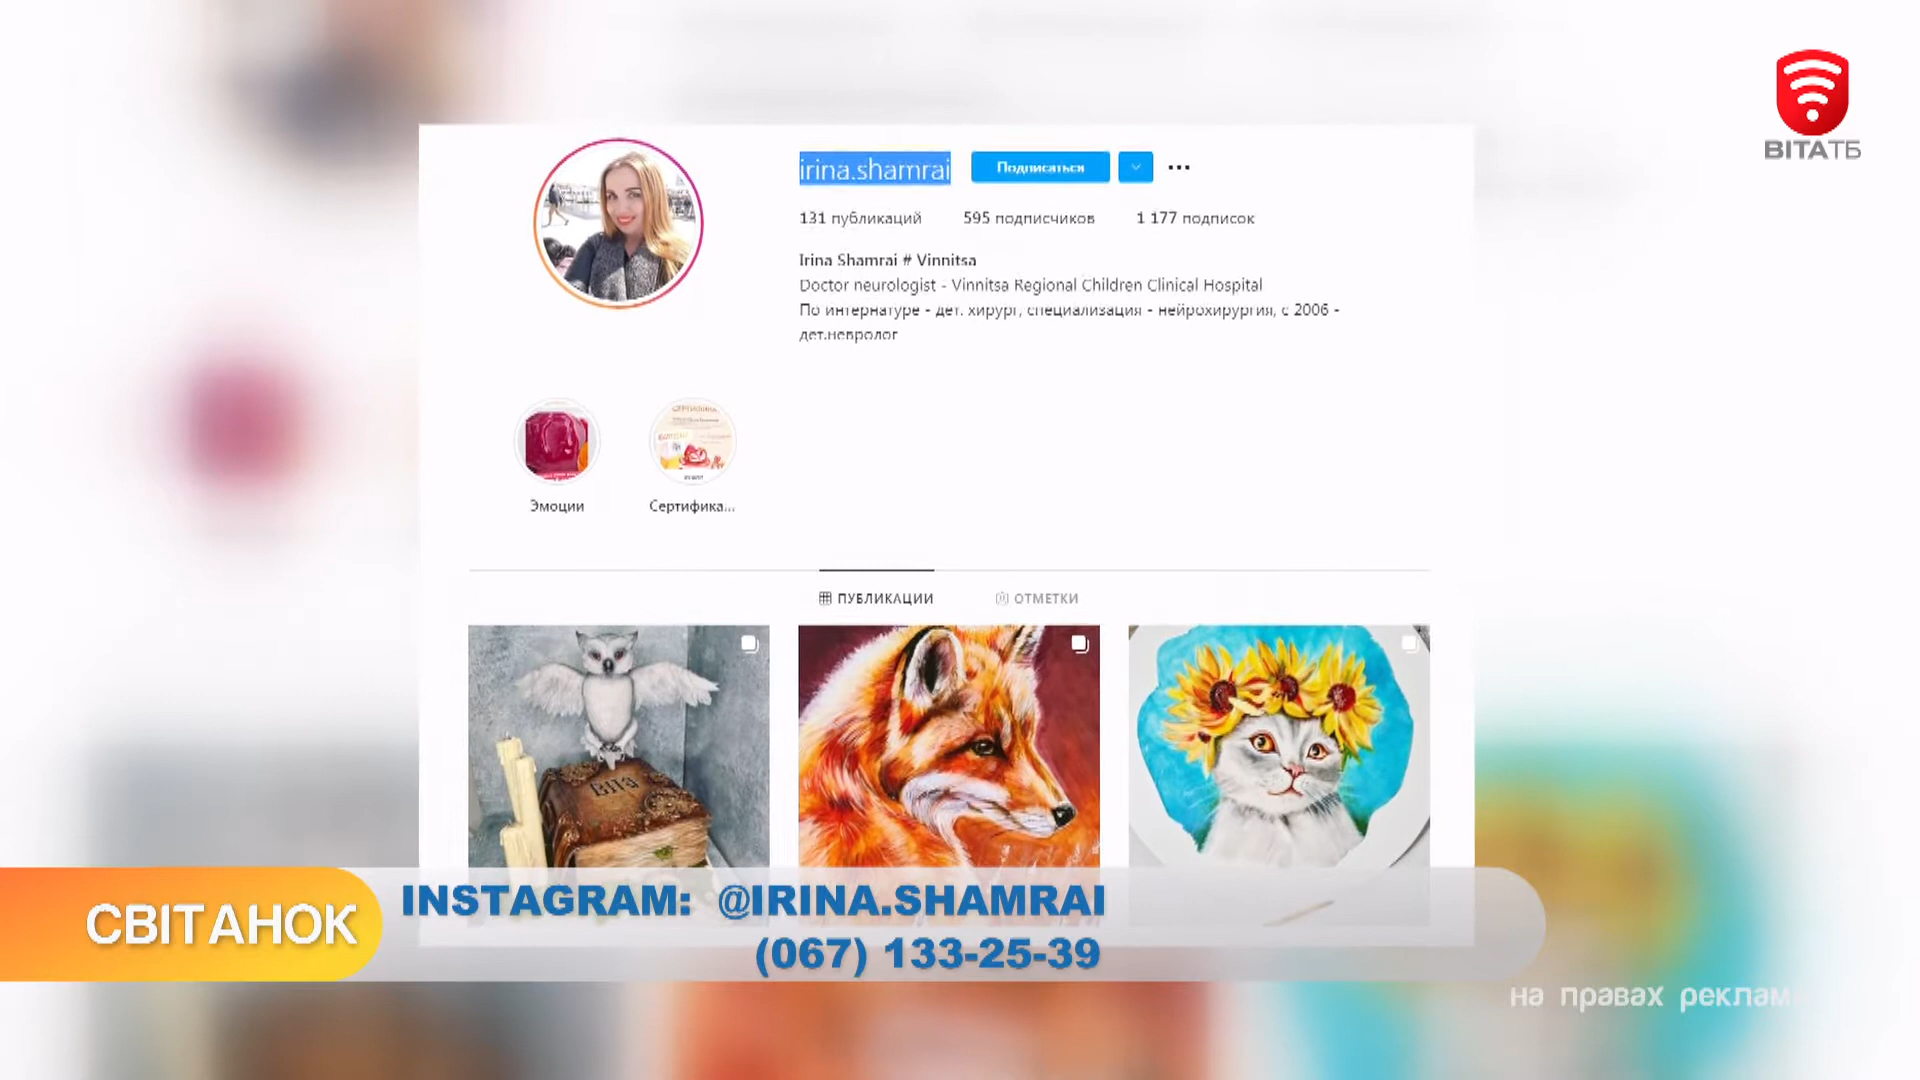 ВІТАТБ
irina.shamrai
Подписаться
131 публикаций 595 подписчиков 1 177 подписок
Irina Shamrai # Vinnitsa
Doctor neurologist - Vinnitsa Regional Children Clinical Hospital
По интернатуре - дет. хирург, специализация - нейрохирургия, с 2006 -
дет.невролог
Эмоции Сертифика...
ПУБЛИКАЦИИ ОТМЕТКИ
СВІТАНОК
INSTAGRAM: @IRINA.SHAMRAI
(067) 133-25-39
на правах реклам